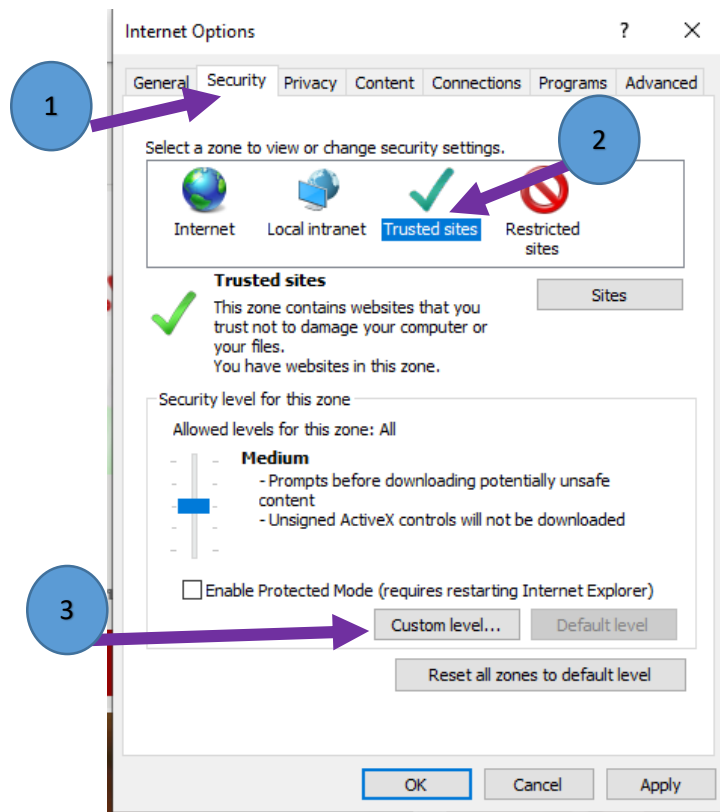 Internet Options ?
General Security Privacy Content Connections Programs Advanced
1
Select a zone to view or change security settings.
2
Internet Local intranet Trusted sites Restricted
sites
Trusted sites
Sites
This zone contains websites that you
trust not to damage your computer or
your files.
You have websites in this zone.
Security level for this zone
Allowed levels for this zone: All
Medium
- Prompts before downloading potentially unsafe
content
- Unsigned ActiveX controls will not be downloaded
Enable Protected Mode (requires restarting Internet Explorer)
3
Custom level... Default level
Reset all zones to default level
OK Cancel Apply